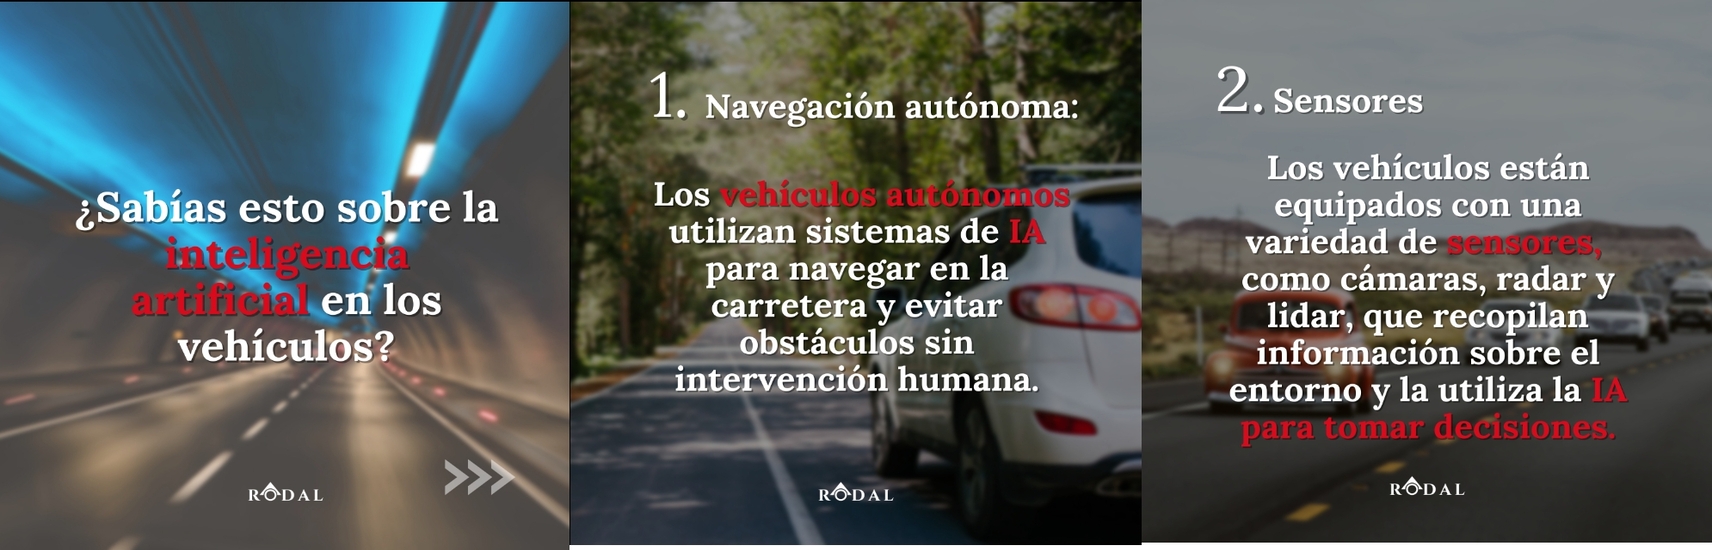 ¿Sabías esto sobre la
inteligencia
artificial en los
vehículos?
RODAL
1. Navegación autónoma:
Los vehículos autónomos
utilizan sistemas de IA
para navegar en la
carretera y evitar
obstáculos sin
intervención humana.
RODAL
2. Sensores
Los vehículos están
equipados con una
variedad de sensores,
como cámaras, radar y
lidar, que recopilan
información sobre el
entorno y la utiliza la IA
para tomar decisiones.
RODAL